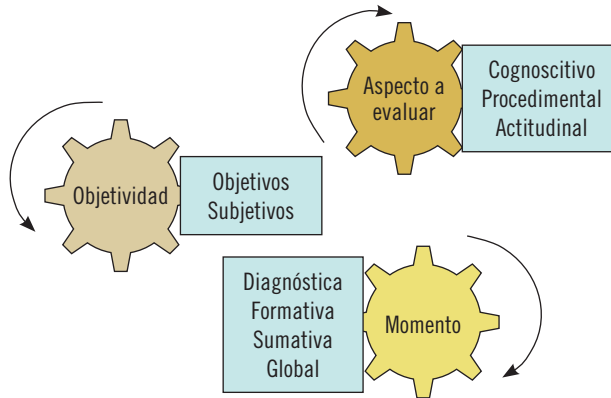 Aspecto a
evaluar
Cognoscitivo
Procedimental
Actitudinal
Objetividad
Objetivos
Subjetivos
Diagnóstica
Formativa
Sumativa
Global
Momento